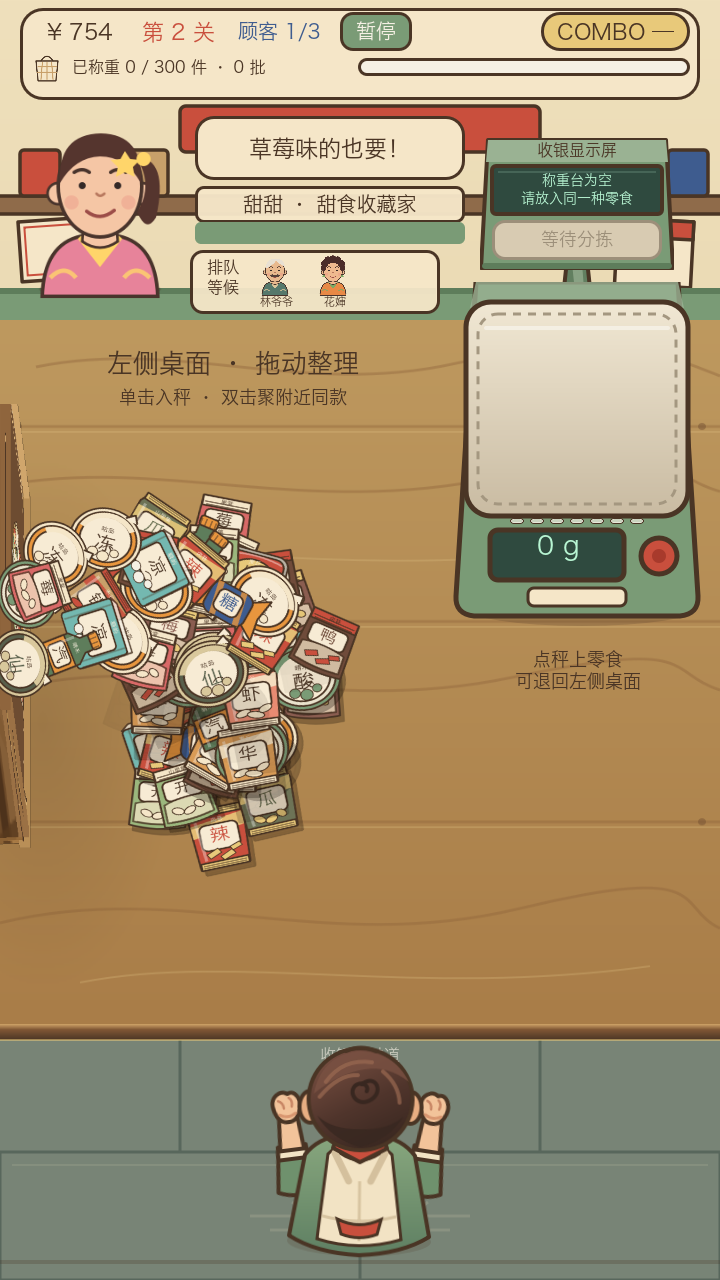 ¥ 754 第 2 关 顾客 1/3 暂停 COMBO —
已称重 0 / 300 件 · 0 批
草莓味的也要！
甜甜 · 甜食收藏家
排队
等候
林爷爷 花婶
收银显示屏
称重台为空
请放入同一种零食
等待分拣
左侧桌面 · 拖动整理
单击入秤 · 双击聚附近同款
0 g
点秤上零食
可退回左侧桌面
莓
冻
凉
辣
莓
糖
鸭
汽
仙
仙
虾
酸
汽
华
瓜
辣